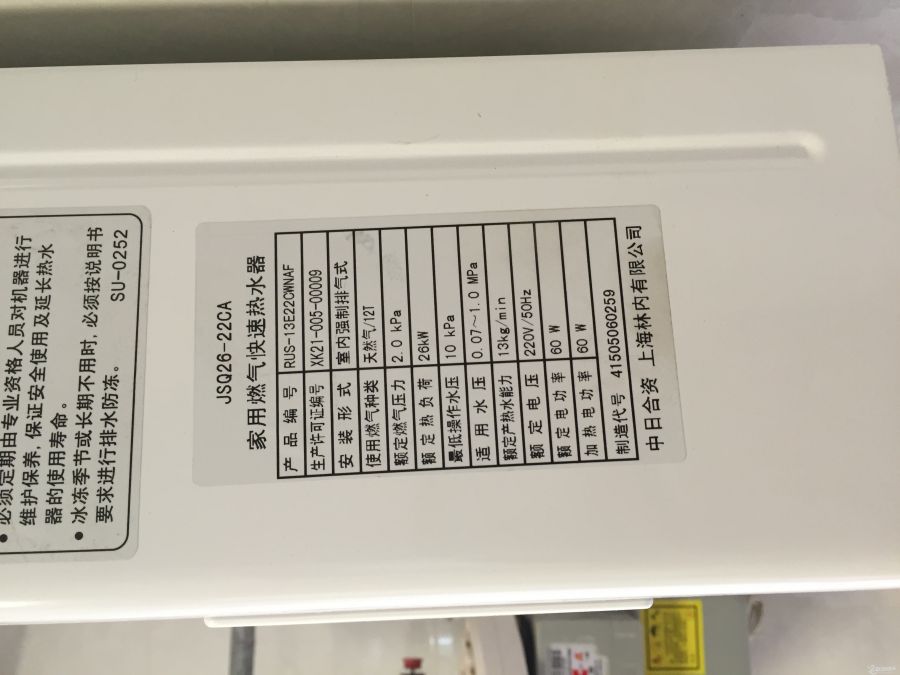 必须定期由专业资格人员对机器进行
维护保养，保证安全使用及延长热水
器的使用寿命。
冰冻季节或长期不用时，必须按说明书
要求进行排水防冻。
SU-0252
JSQ26-22CA
家用燃气快速热水器
产品编号 RUS-13E22CWNAF
生产许可证编号 XK21-005-00009
安装形式 室内强制排气式
使用燃气种类 天然气/12T
额定燃气压力 2.0 kPa
额定热负荷 26kW
最低操作水压 10 kPa
适用水压 0.07～1.0 MPa
额定产热水能力 13kg/min
额定电压 220V/50Hz
额定电功率 60 W
加热电功率 60 W
制造代号 41505060259
中日合资 上海林内有限公司